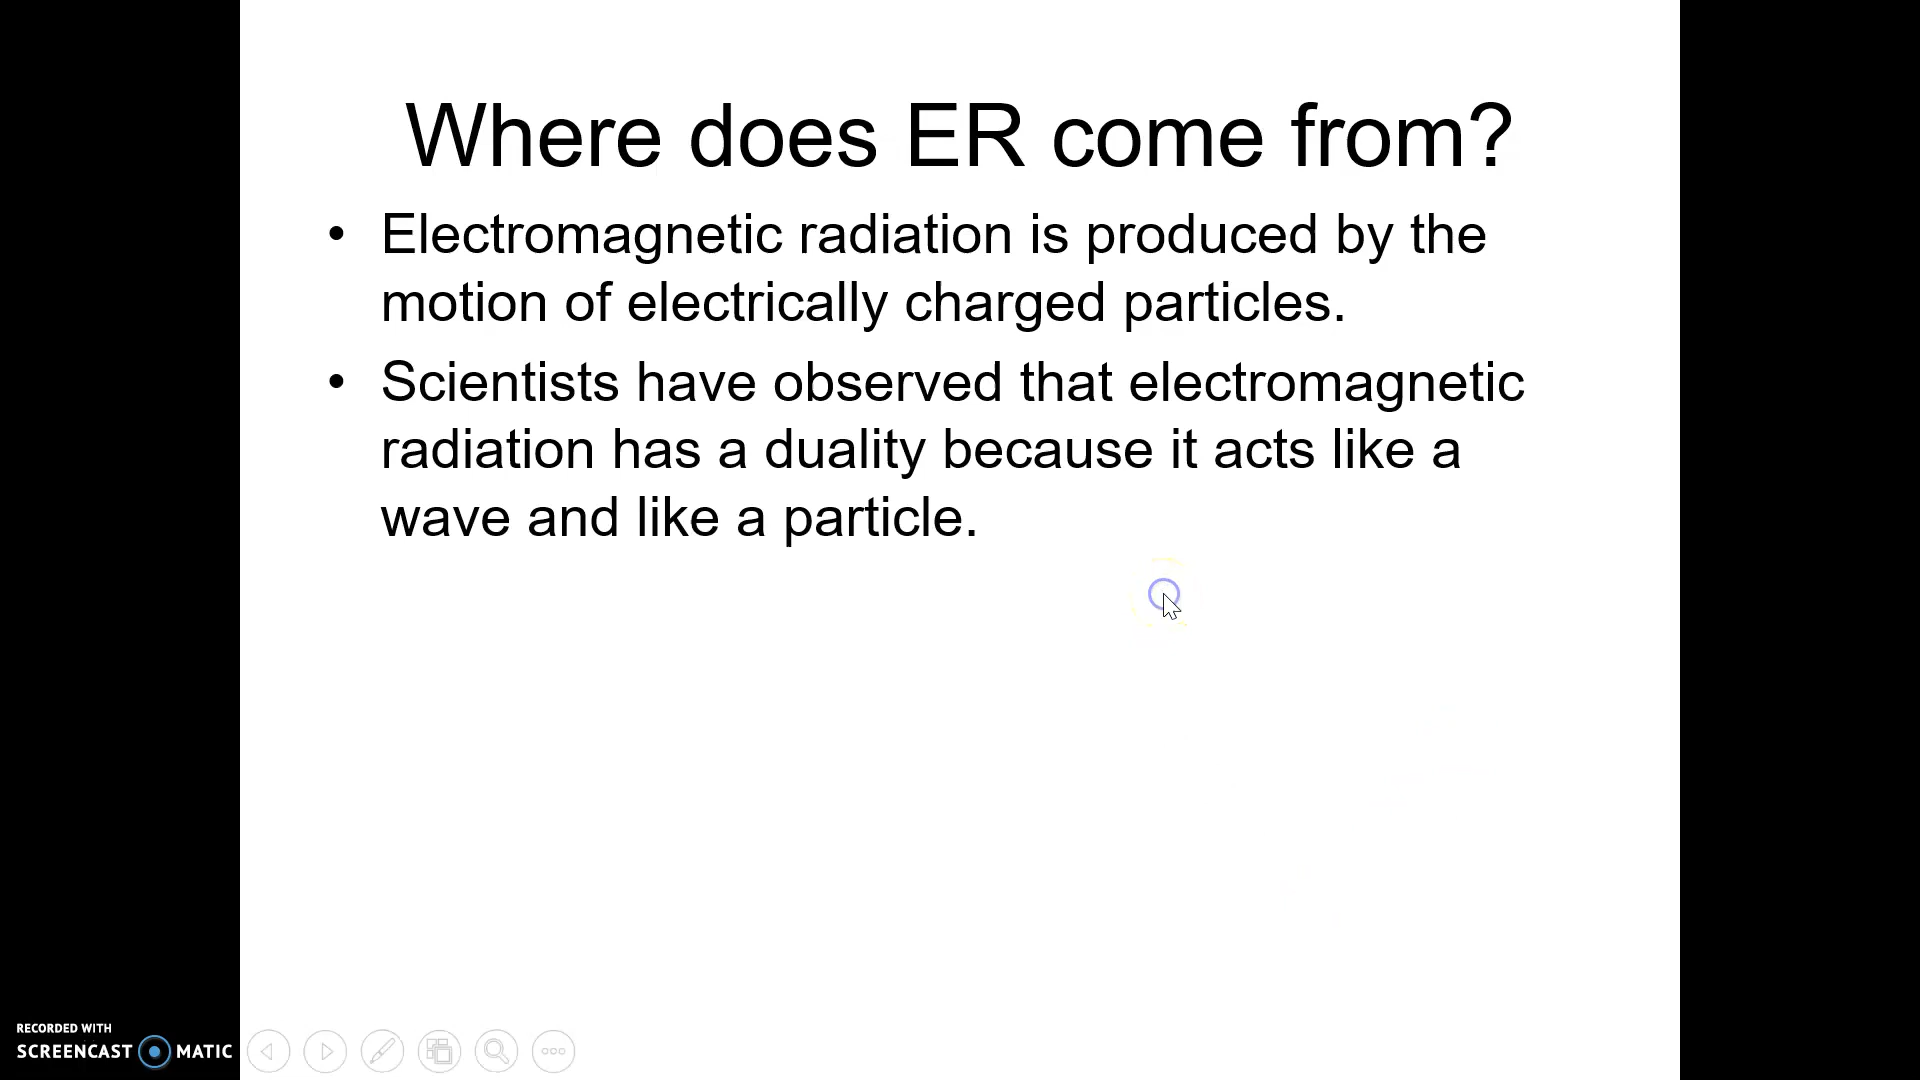 Where does ER come from?
• Electromagnetic radiation is produced by the
motion of electrically charged particles.
• Scientists have observed that electromagnetic
radiation has a duality because it acts like a
wave and like a particle.
RECORDED WITH
SCREENCAST MATIC